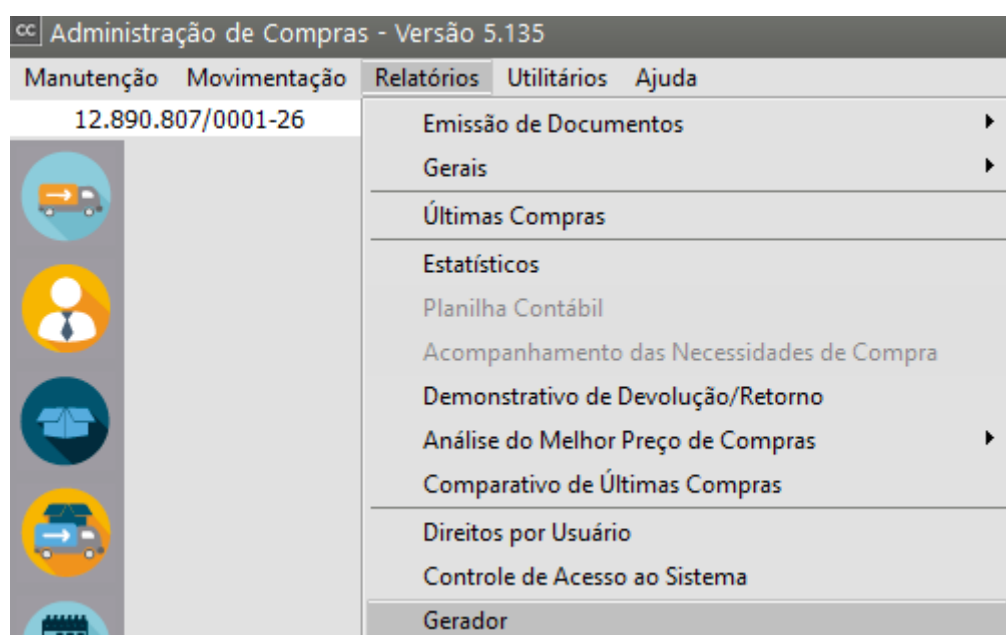 cc Administração de Compras - Versão 5.135
Manutenção Movimentação Relatórios Utilitários Ajuda
12.890.807/0001-26
Emissão de Documentos
Gerais
Últimas Compras
Estatísticos
Planilha Contábil
Acompanhamento das Necessidades de Compra
Demonstrativo de Devolução/Retorno
Análise do Melhor Preço de Compras
Comparativo de Últimas Compras
Direitos por Usuário
Controle de Acesso ao Sistema
Gerador